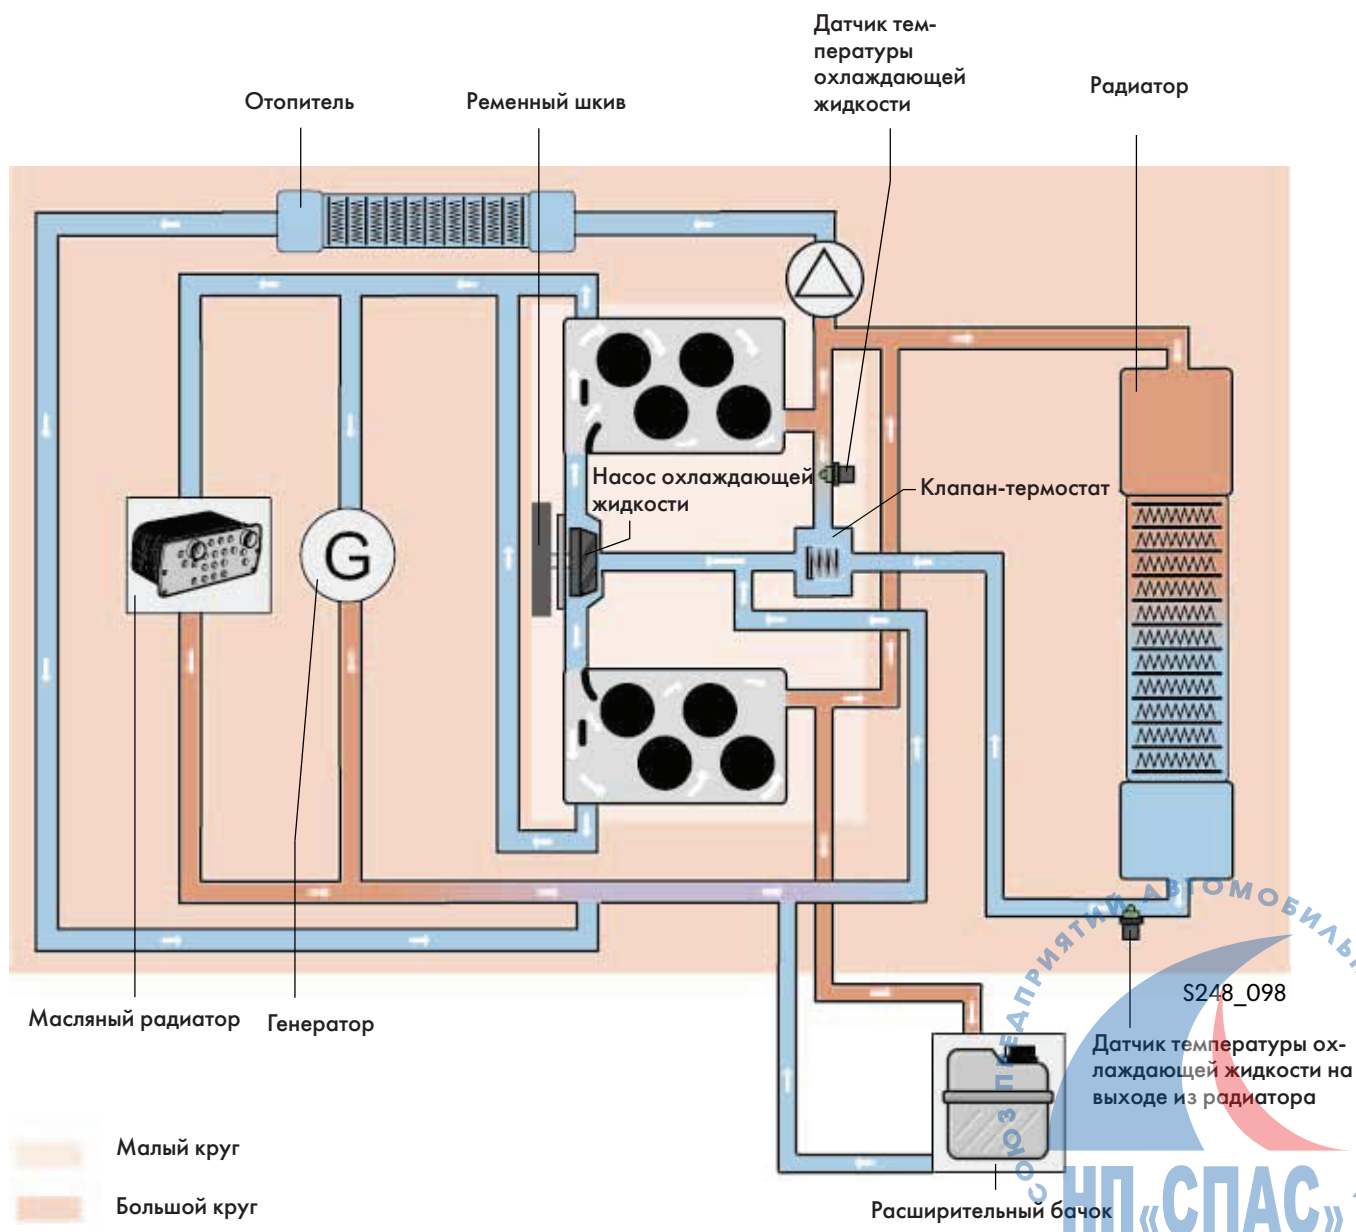 Датчик тем-
пературы
охлаждающей
жидкости
Отопитель
Ременный шкив
Радиатор
Насос охлаждающей
жидкости
Клапан-термостат
G
S248_098
Масляный радиатор
Генератор
Датчик температуры ох-
лаждающей жидкости на
выходе из радиатора
Малый круг
Большой круг
Расширительный бачок
СОЮЗ ПРЕДПРИЯТИЙ
НП «СПАС»